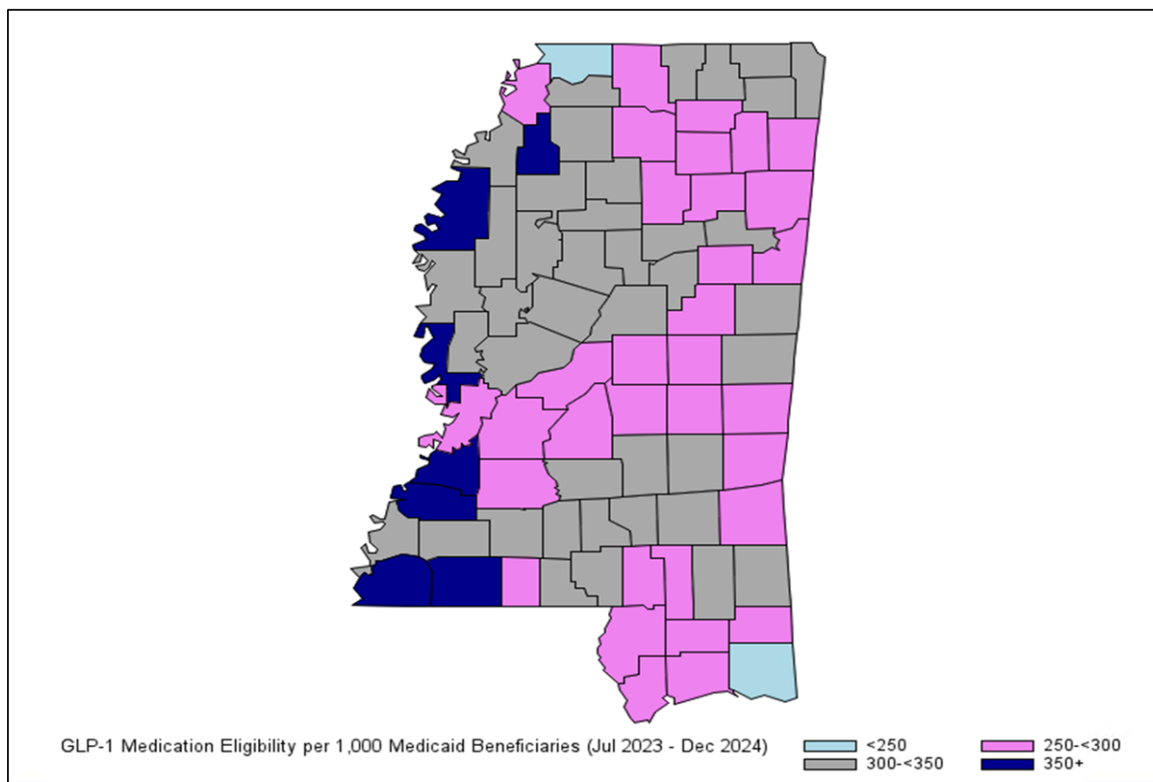 GLP-1 Medication Eligibility per 1,000 Medicaid Beneficiaries (Jul 2023 - Dec 2024)
<250 250-<300
300-<350 350+